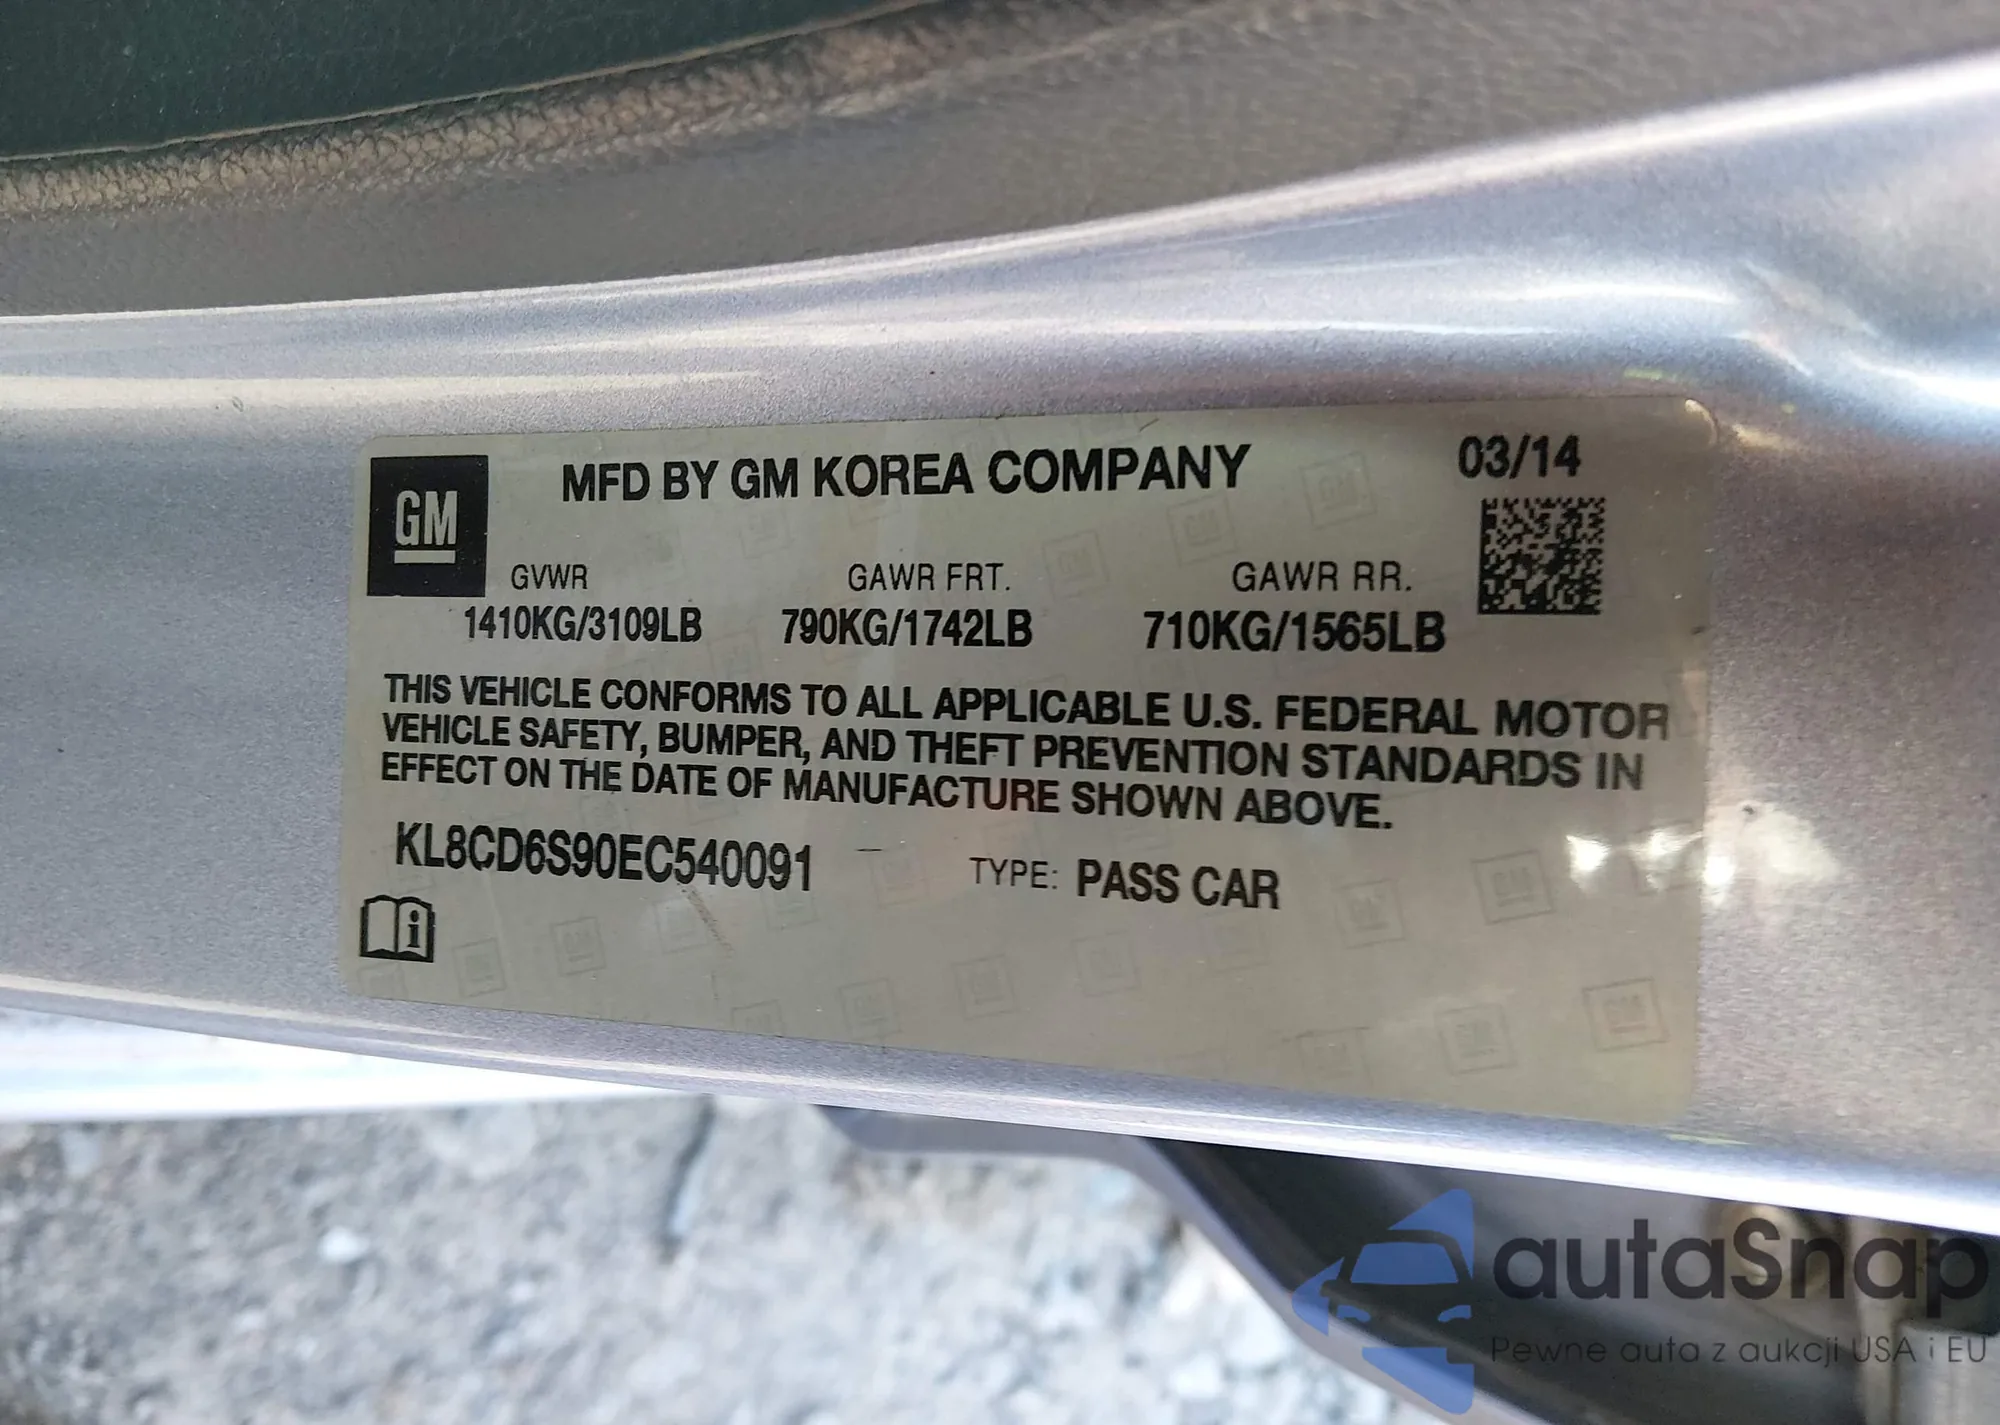 GM
MFD BY GM KOREA COMPANY
03/14
GVWR GAWR FRT. GAWR RR.
1410KG/3109LB 790KG/1742LB 710KG/1565LB
THIS VEHICLE CONFORMS TO ALL APPLICABLE U.S. FEDERAL MOTOR
VEHICLE SAFETY, BUMPER, AND THEFT PREVENTION STANDARDS IN
EFFECT ON THE DATE OF MANUFACTURE SHOWN ABOVE.
KL8CD6S90EC540091 TYPE: PASS CAR
autaSnap
Pewne auta z aukcji USA i EU